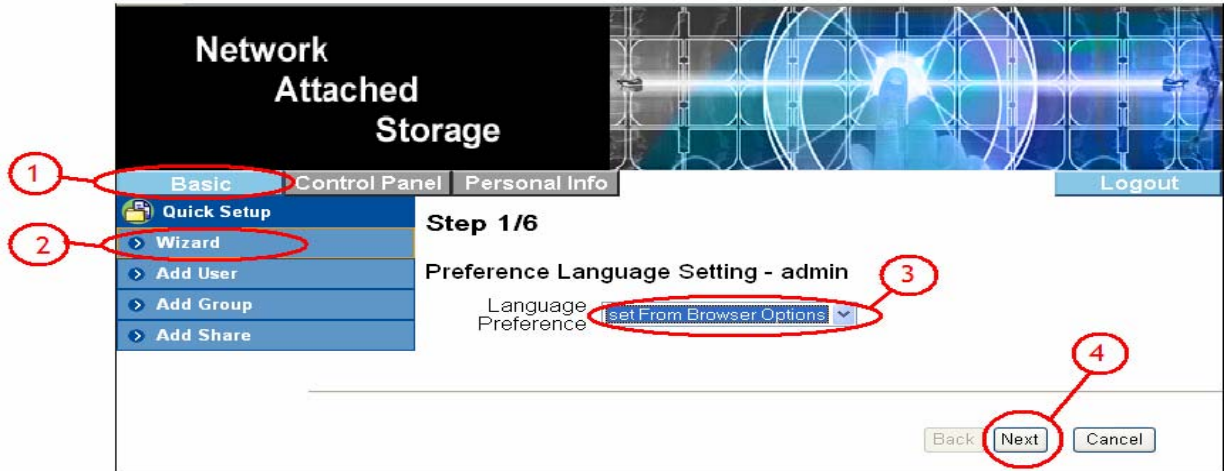 Network
Attached
Storage
1
Basic
Control Panel
Personal Info
Logout
Quick Setup
2
Wizard
Add User
Add Group
Add Share
Step 1/6
Preference Language Setting - admin
3
Language
Preference
set From Browser Options
4
Back
Next
Cancel